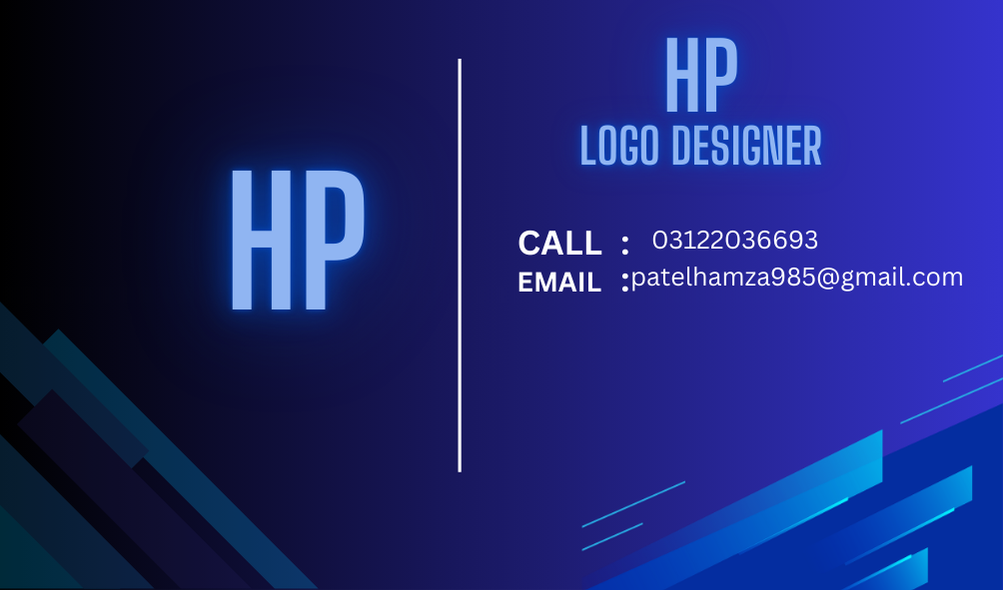 HP
HP
LOGO DESIGNER
CALL : 03122036693
EMAIL :patelhamza985@gmail.com